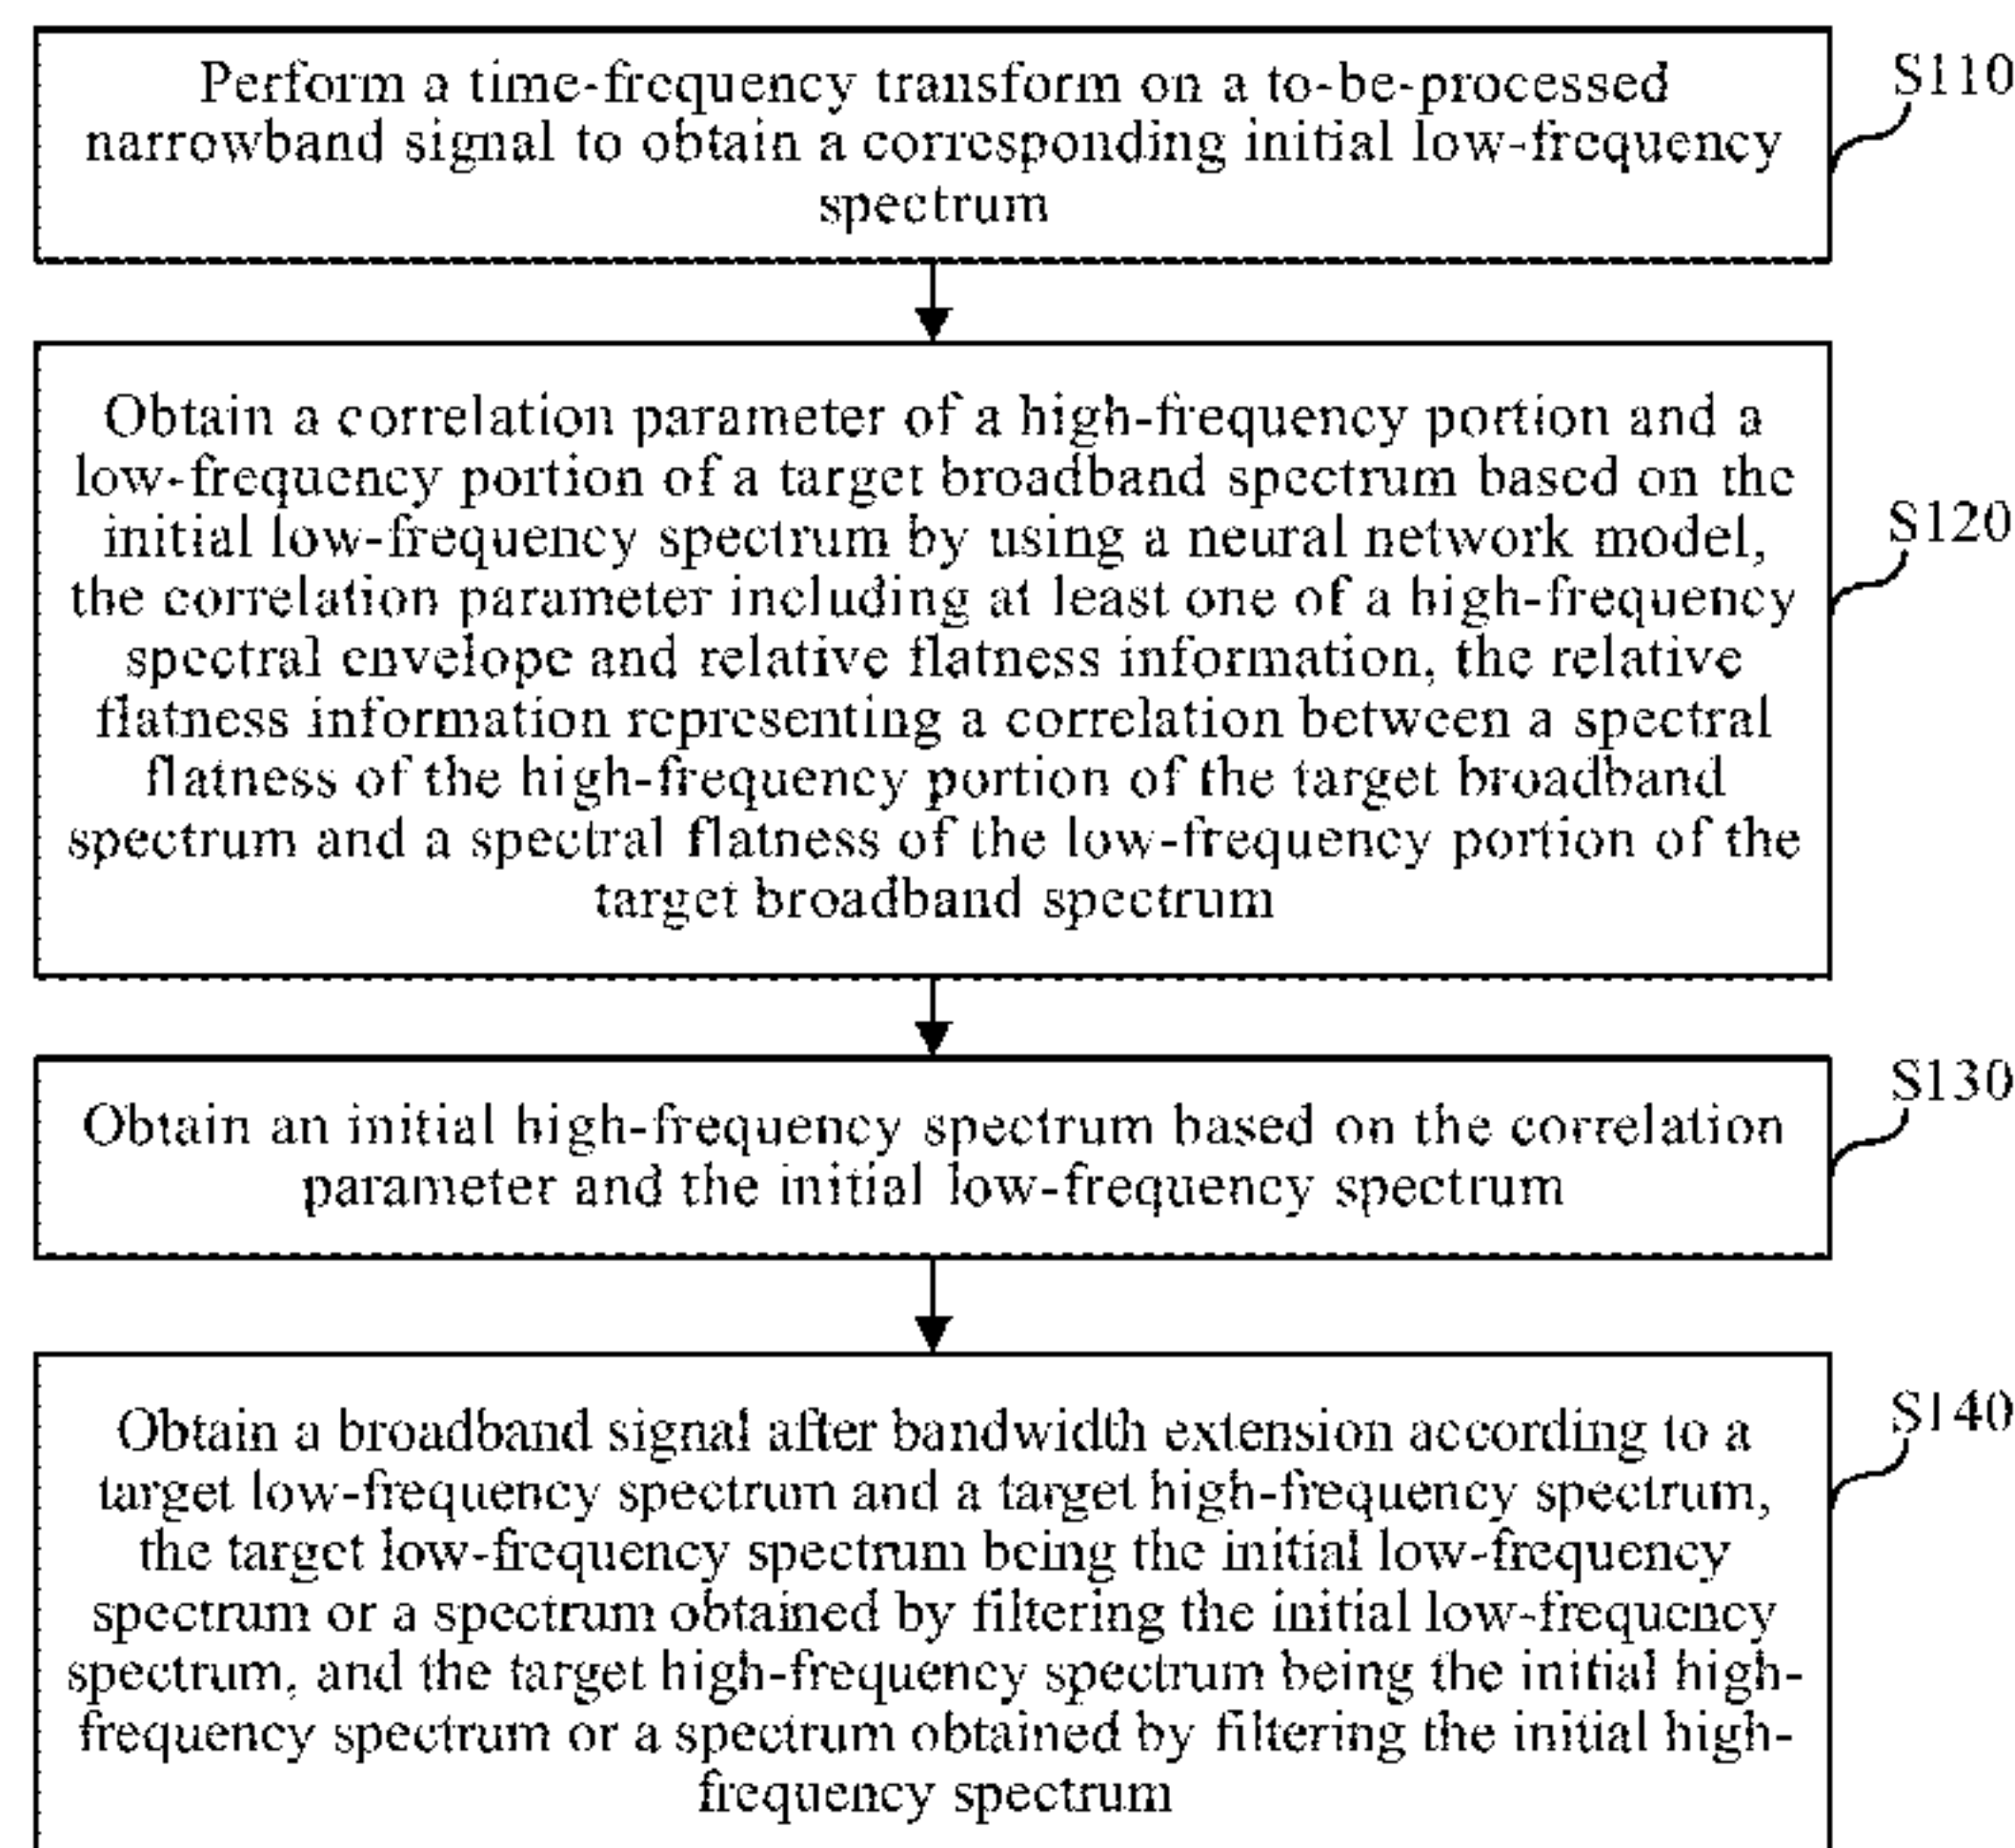 Perform a time-frequency transform on a to-be-processed
narrowband signal to obtain a corresponding initial low-frequency
spectrum
S110
Obtain a correlation parameter of a high-frequency portion and a
low-frequency portion of a target broadband spectrum based on the
initial low-frequency spectrum by using a neural network model,
the correlation parameter including at least one of a high-frequency
spectral envelope and relative flatness information, the relative
flatness information representing a correlation between a spectral
flatness of the high-frequency portion of the target broadband
spectrum and a spectral flatness of the low-frequency portion of the
target broadband spectrum
S120
Obtain an initial high-frequency spectrum based on the correlation
parameter and the initial low-frequency spectrum
S130
Obtain a broadband signal after bandwidth extension according to a
target low-frequency spectrum and a target high-frequency spectrum,
the target low-frequency spectrum being the initial low-frequency
spectrum or a spectrum obtained by filtering the initial low-frequency
spectrum, and the target high-frequency spectrum being the initial high-
frequency spectrum or a spectrum obtained by filtering the initial high-
frequency spectrum
S140